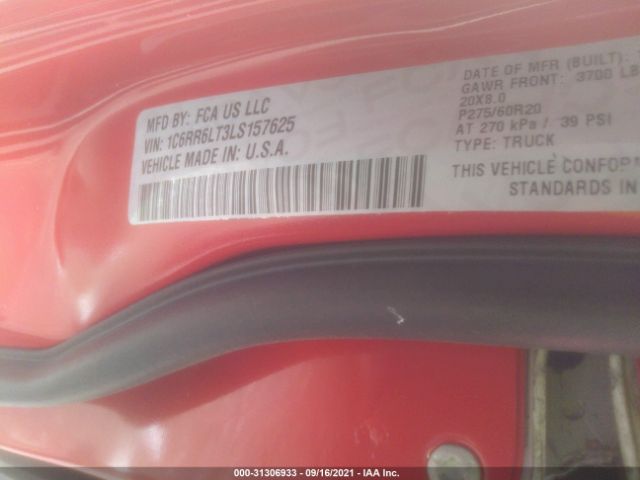 MFD BY: FCA US LLC
VIN: 1C6RR6LT3LS157625
VEHICLE MADE IN: U.S.A.
DATE OF MFR (BUILT):
GAWR FRONT: 3700 LB
20X8.0
P275/60R20
AT 270 kPa / 39 PSI
TYPE: TRUCK
THIS VEHICLE CONFOR
STANDARDS IN
000-31306933 - 09/16/2021 - IAA Inc.